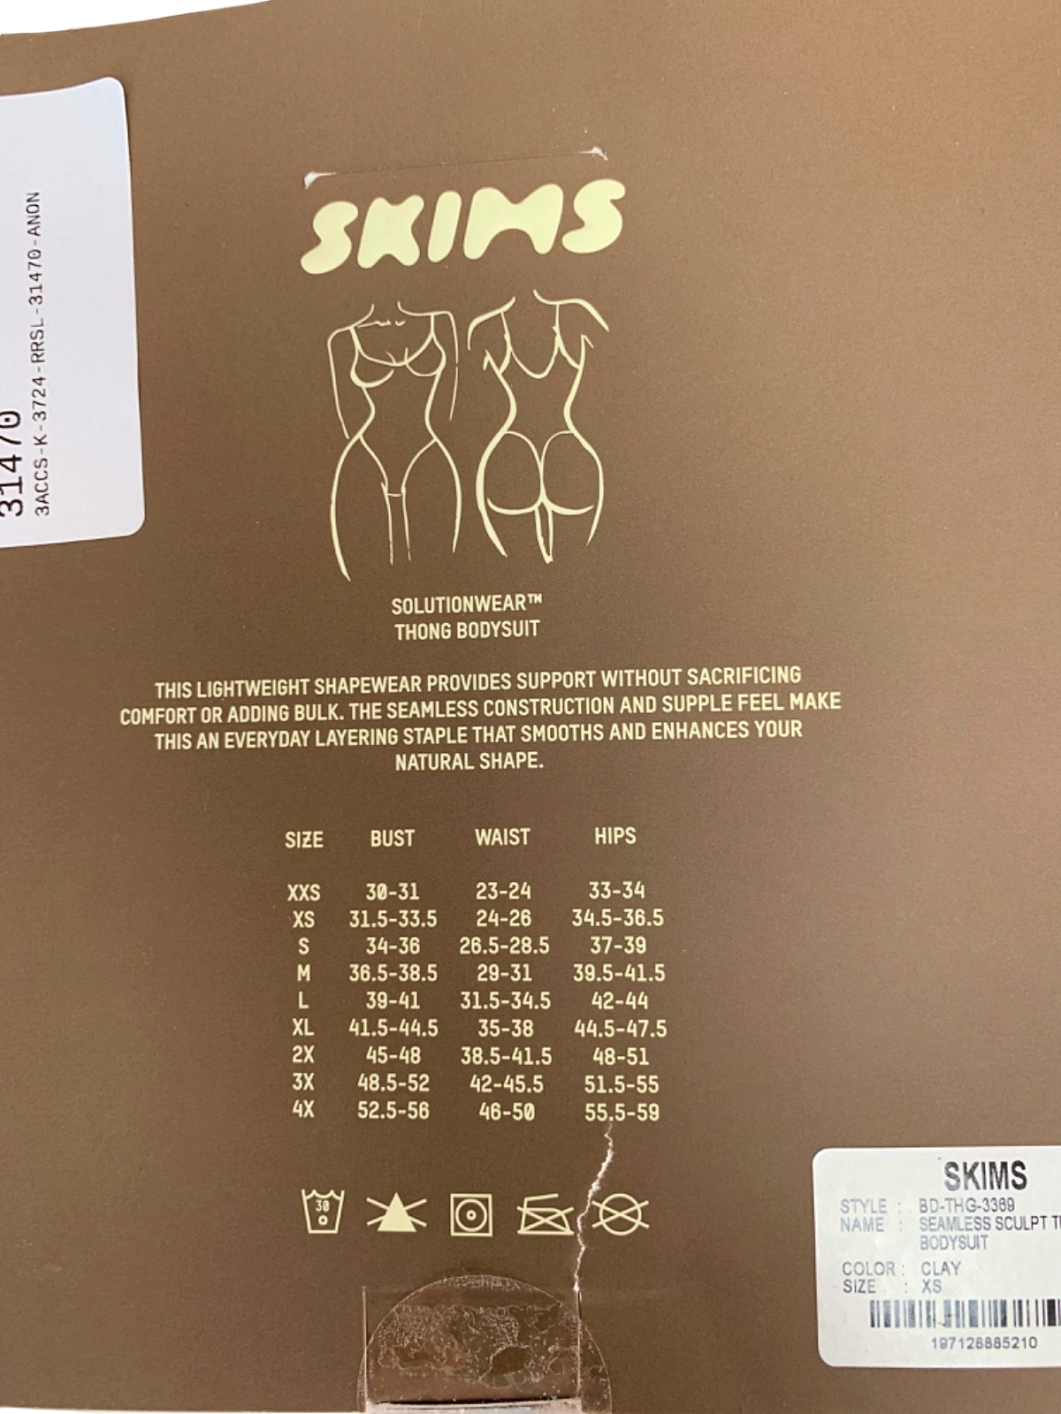 31470
3ACCS-K-3724-RRSL-31470-ANON
SKIMS
SOLUTIONWEAR™
THONG BODYSUIT
THIS LIGHTWEIGHT SHAPEWEAR PROVIDES SUPPORT WITHOUT SACRIFICING
COMFORT OR ADDING BULK. THE SEAMLESS CONSTRUCTION AND SUPPLE FEEL MAKE
THIS AN EVERYDAY LAYERING STAPLE THAT SMOOTHS AND ENHANCES YOUR
NATURAL SHAPE.
SIZE BUST WAIST HIPS
XXS 30-31 23-24 33-34
XS 31.5-33.5 24-26 34.5-36.5
S 34-36 26.5-28.5 37-39
M 36.5-38.5 29-31 39.5-41.5
L 39-41 31.5-34.5 42-44
XL 41.5-44.5 35-38 44.5-47.5
2X 45-48 38.5-41.5 48-51
3X 48.5-52 42-45.5 51.5-55
4X 52.5-56 46-50 55.5-59
30
SKIMS
STYLE : BD-THG-3369
NAME : SEAMLESS SCULPT
BODYSUIT
COLOR : CLAY
SIZE : XS
197128885210